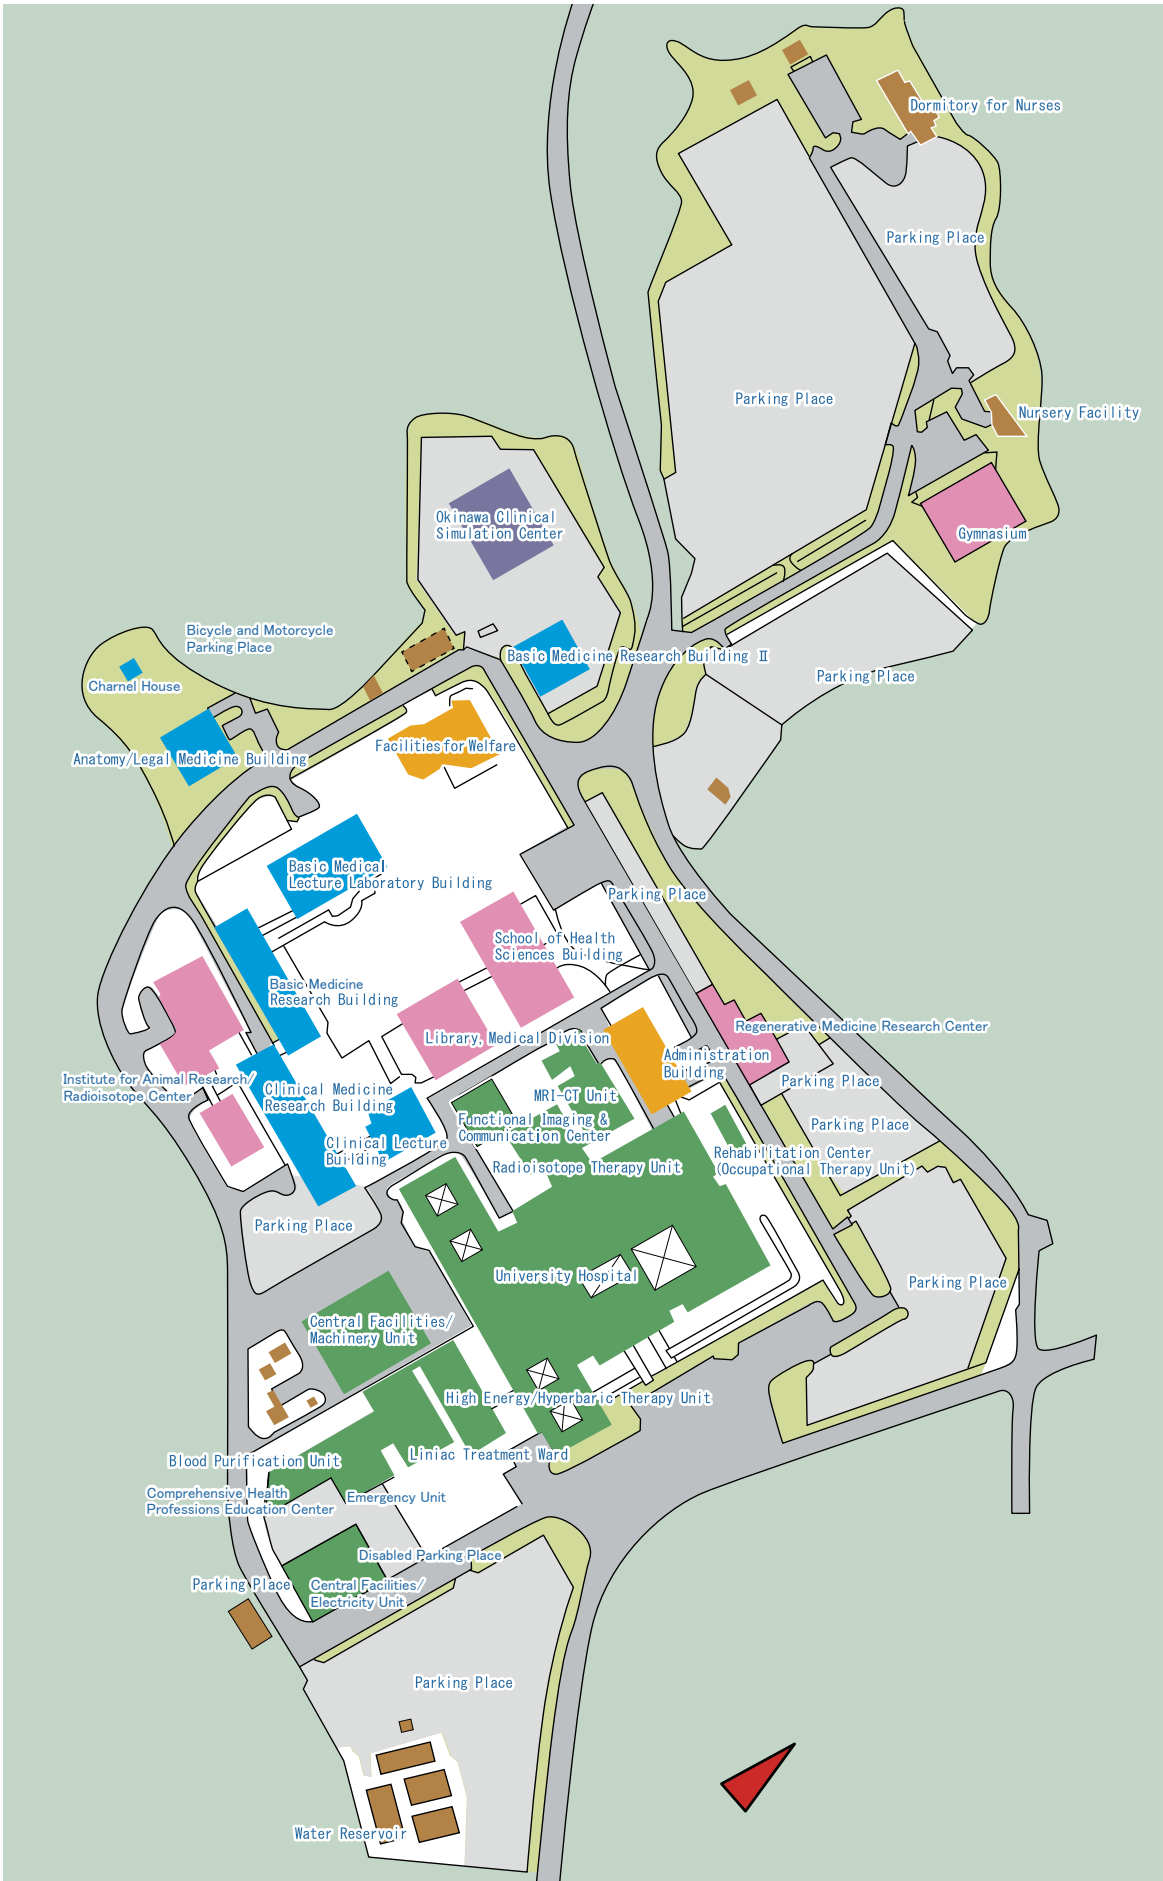 Dormitory for Nurses
Parking Place
Parking Place
Nursery Facility
Okinawa Clinical
Simulation Center
Gymnasium
Bicycle and Motorcycle
Parking Place
Basic Medicine Research Building Ⅱ
Parking Place
Charnel House
Facilities for Welfare
Anatomy/Legal Medicine Building
Basic Medical
Lecture Laboratory Building
Parking Place
School of Health
Sciences Building
Basic Medicine
Research Building
Regenerative Medicine Research Center
Library, Medical Division
Administration
Building
Institute for Animal Research/
Radioisotope Center
Parking Place
Clinical Medicine
Research Building
MRI-CT Unit
Functional Imaging &
Communication Center
Parking Place
Clinical Lecture
Building
Rehabilitation Center
(Occupational Therapy Unit)
Radioisotope Therapy Unit
Parking Place
University Hospital
Parking Place
Central Facilities/
Machinery Unit
High Energy/Hyperbaric Therapy Unit
Liniac Treatment Ward
Blood Purification Unit
Comprehensive Health
Professions Education Center
Emergency Unit
Disabled Parking Place
Parking Place
Central Facilities/
Electricity Unit
Parking Place
Water Reservoir